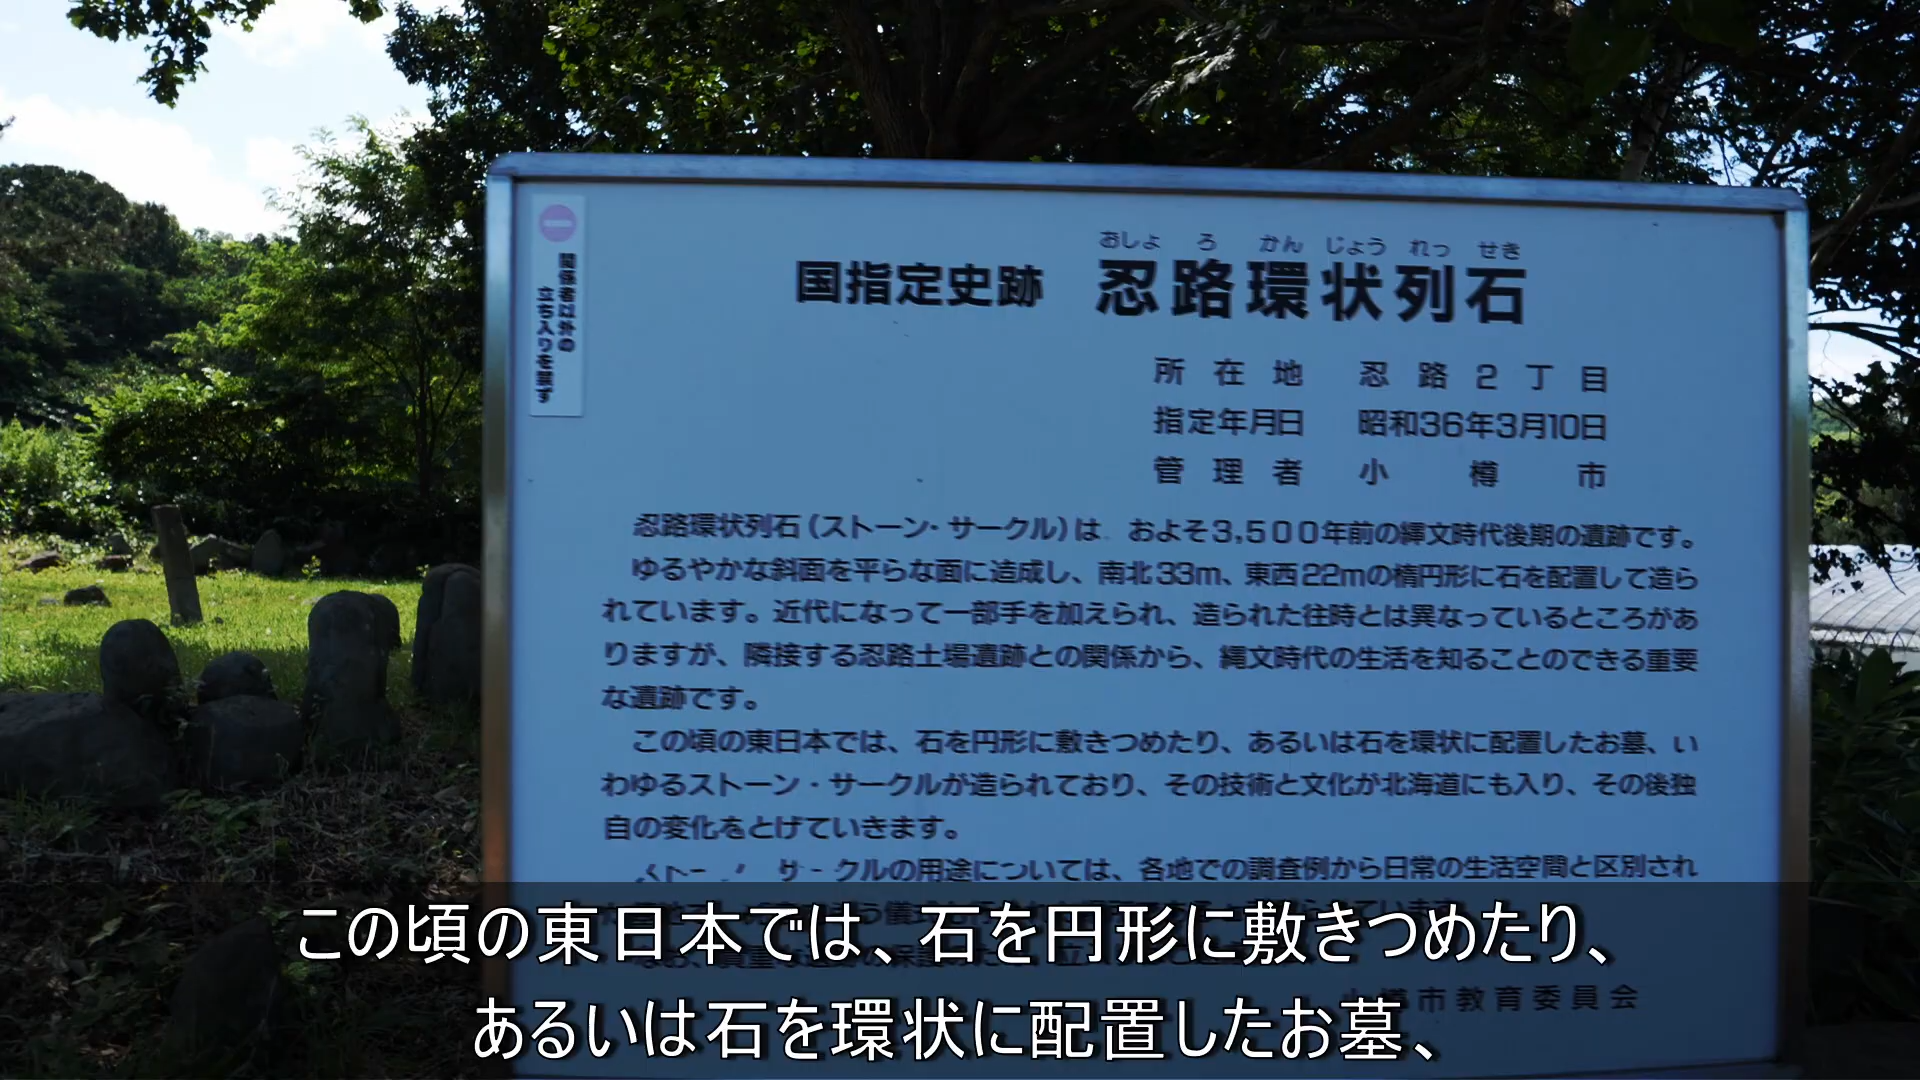 関係者以外の
立ち入りを禁ず
おしょろかんじょうれっせき
国指定史跡 忍路環状列石
所在地 忍路2丁目
指定年月日 昭和36年3月10日
管理者 小樽市
忍路環状列石(ストーン・サークル)は、およそ3,500年前の縄文時代後期の遺跡です。
ゆるやかな斜面を平らな面に造成し、南北33m、東西22mの楕円形に石を配置して造ら
れています。近代になって一部手を加えられ、造られた往時とは異なっているところがあ
りますが、隣接する忍路土場遺跡との関係から、縄文時代の生活を知ることのできる重要
な遺跡です。
この頃の東日本では、石を円形に敷きつめたり、あるいは石を環状に配置したお墓、い
わゆるストーン・サークルが造られており、その技術と文化が北海道にも入り、その後独
自の変化をとげていきます。
ストーン・サークルの用途については、各地での調査例から日常の生活空間と区別され
樽市教育委員会
この頃の東日本では、石を円形に敷きつめたり、
あるいは石を環状に配置したお墓、